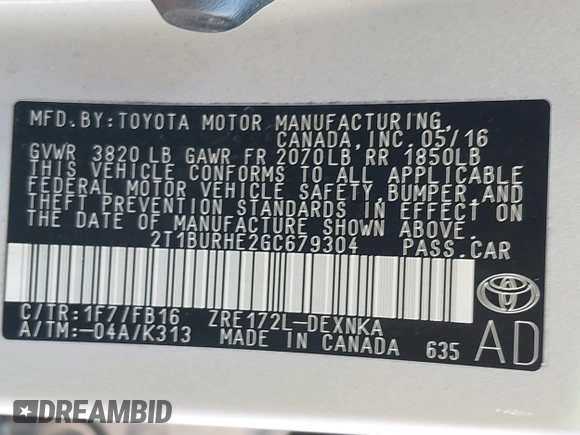 MFD.BY:TOYOTA MOTOR MANUFACTURING,
CANADA,INC.05/16
GVWR 3820 LB GAWR FR 2070LB RR 1850LB
THIS VEHICLE CONFORMS TO ALL APPLICABLE
FEDERAL MOTOR VEHICLE SAFETY,BUMPER,AND
THEFT PREVENTION STANDARDS IN EFFECT ON
THE DATE OF MANUFACTURE SHOWN ABOVE.
2T1BURHE2GC679304 PASS.CAR
C/TR:1F7/FB16 ZRE172L-DEXNKA
A/TM:-04A/K313 MADE IN CANADA 635
TOYOTA
AD
DREAMBID